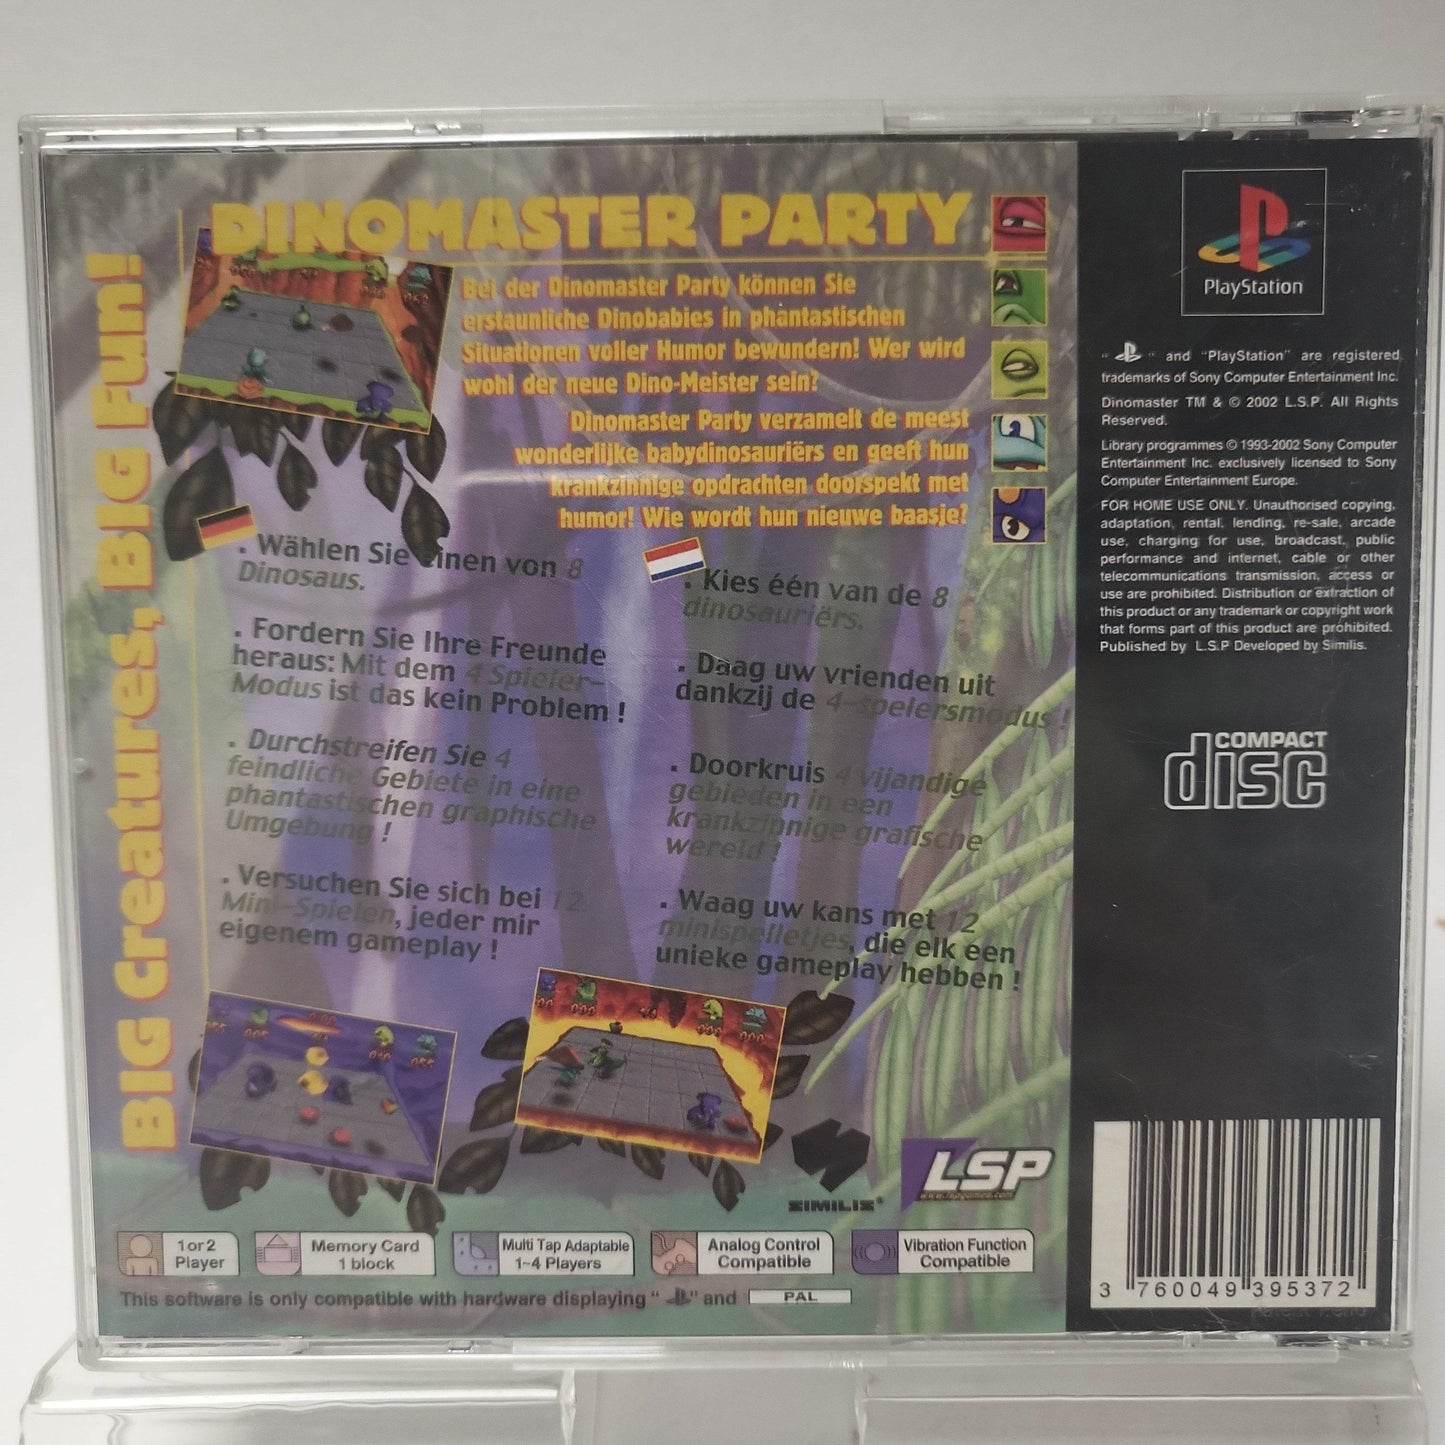 DINOMASTER PARTY
BIG Creatures, BIG Fun!
Bei der Dinomaster Party können Sie
erstaunliche Dinobabies in phantastischen
Situationen voller Humor bewundern! Wer wird
wohl der neue Dino-Meister sein?
Dinomaster Party verzamelt de meest
wonderlijke babydinosauriërs en geeft hun
krankzinnige opdrachten doorspekt met
humor! Wie wordt hun nieuwe baasje?
. Wählen Sie einen von 8
Dinosaus.
. Fordern Sie Ihre Freunde
heraus: Mit dem 4 Spieler-
Modus ist das kein Problem !
. Durchstreifen Sie 4
feindliche Gebiete in eine
phantastischen graphische
Umgebung !
. Versuchen Sie sich bei 12
Mini-Spielen, jeder mir
eigenem gameplay !
. Kies één van de 8
dinosauriërs.
. Daag uw vrienden uit
dankzij de 4-spelersmodus !
. Doorkruis 4 vijandige
gebieden in een
krankzinnige grafische
wereld !
. Waag uw kans met 12
minispelletjes, die elk een
unieke gameplay hebben !
SIMILIS
LSP
www.lspgames.com
1 or 2
Player
Memory Card
1 block
Multi Tap Adaptable
1~4 Players
Analog Control
Compatible
Vibration Function
Compatible
This software is only compatible with hardware displaying " " and PAL
PlayStation
" " and "PlayStation" are registered
trademarks of Sony Computer Entertainment Inc.
Dinomaster TM & © 2002 L.S.P. All Rights
Reserved.
Library programmes © 1993-2002 Sony Computer
Entertainment Inc. exclusively licensed to Sony
Computer Entertainment Europe.
FOR HOME USE ONLY. Unauthorised copying,
adaptation, rental, lending, re-sale, arcade
use, charging for use, broadcast, public
performance and internet, cable or other
telecommunications transmission, access or
use are prohibited. Distribution or extraction of
this product or any trademark or copyright work
that forms part of this product are prohibited.
Published by L.S.P Developed by Similis.
COMPACT
disc
3 760049 395372